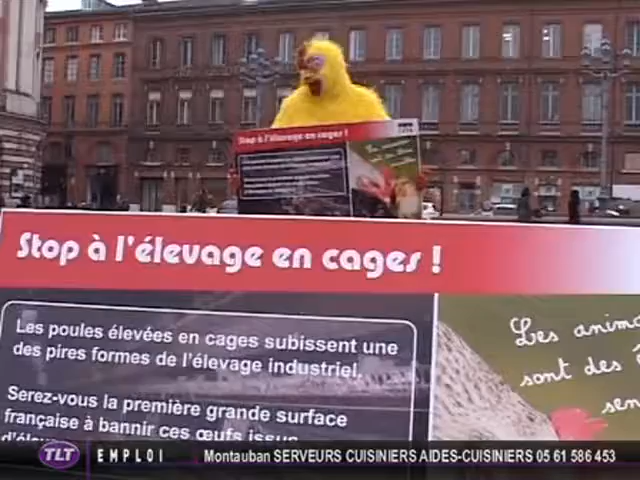 Stop à l'élevage en cages !
Stop à l'élevage en cages !
Les poules élevées en cages subissent une
des pires formes de l'élevage industriel.
Serez-vous la première grande surface
française à bannir ces œufs issus
Les anima
sont des
sen
TLT
EMPLOI
Montauban SERVEURS CUISINIERS AIDES-CUISINIERS 05 61 586 453